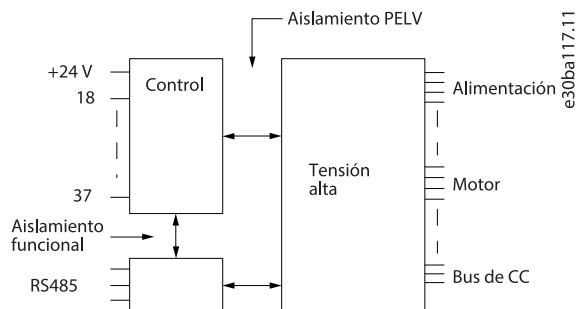 Aislamiento PELV
e30ba117.11
+24 V
Control
Alimentación
18
Tensión
alta
37
Motor
Aislamiento
funcional
RS485
Bus de CC